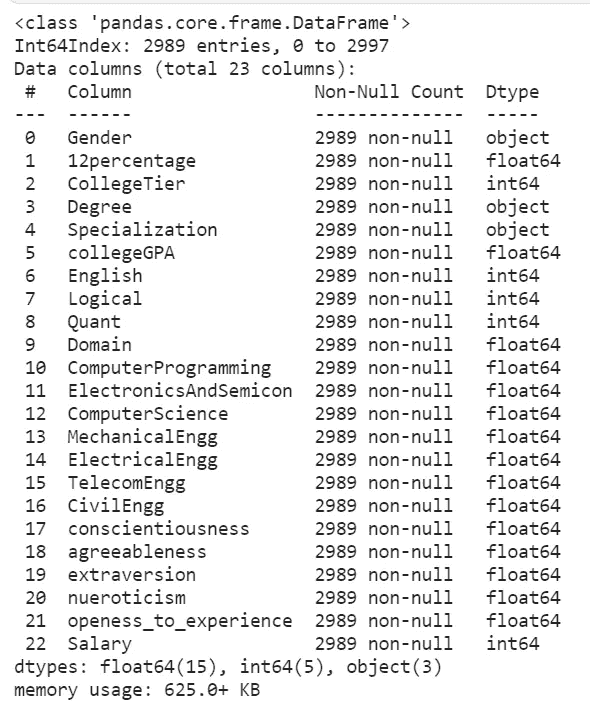 <class 'pandas.core.frame.DataFrame'>
Int64Index: 2989 entries, 0 to 2997
Data columns (total 23 columns):
 #   Column                   Non-Null Count  Dtype
---  ------                   --------------  -----
 0   Gender                   2989 non-null   object
 1   12percentage             2989 non-null   float64
 2   CollegeTier              2989 non-null   int64
 3   Degree                   2989 non-null   object
 4   Specialization           2989 non-null   object
 5   collegeGPA               2989 non-null   float64
 6   English                  2989 non-null   int64
 7   Logical                  2989 non-null   int64
 8   Quant                    2989 non-null   int64
 9   Domain                   2989 non-null   float64
 10  ComputerProgramming      2989 non-null   float64
 11  ElectronicsAndSemicon    2989 non-null   float64
 12  ComputerScience          2989 non-null   float64
 13  MechanicalEngg           2989 non-null   float64
 14  ElectricalEngg           2989 non-null   float64
 15  TelecomEngg              2989 non-null   float64
 16  CivilEngg                2989 non-null   float64
 17  conscientiousness        2989 non-null   float64
 18  agreeableness            2989 non-null   float64
 19  extraversion             2989 non-null   float64
 20  nueroticism              2989 non-null   float64
 21  openess_to_experience    2989 non-null   float64
 22  Salary                   2989 non-null   int64
dtypes: float64(15), int64(5), object(3)
memory usage: 625.0+ KB